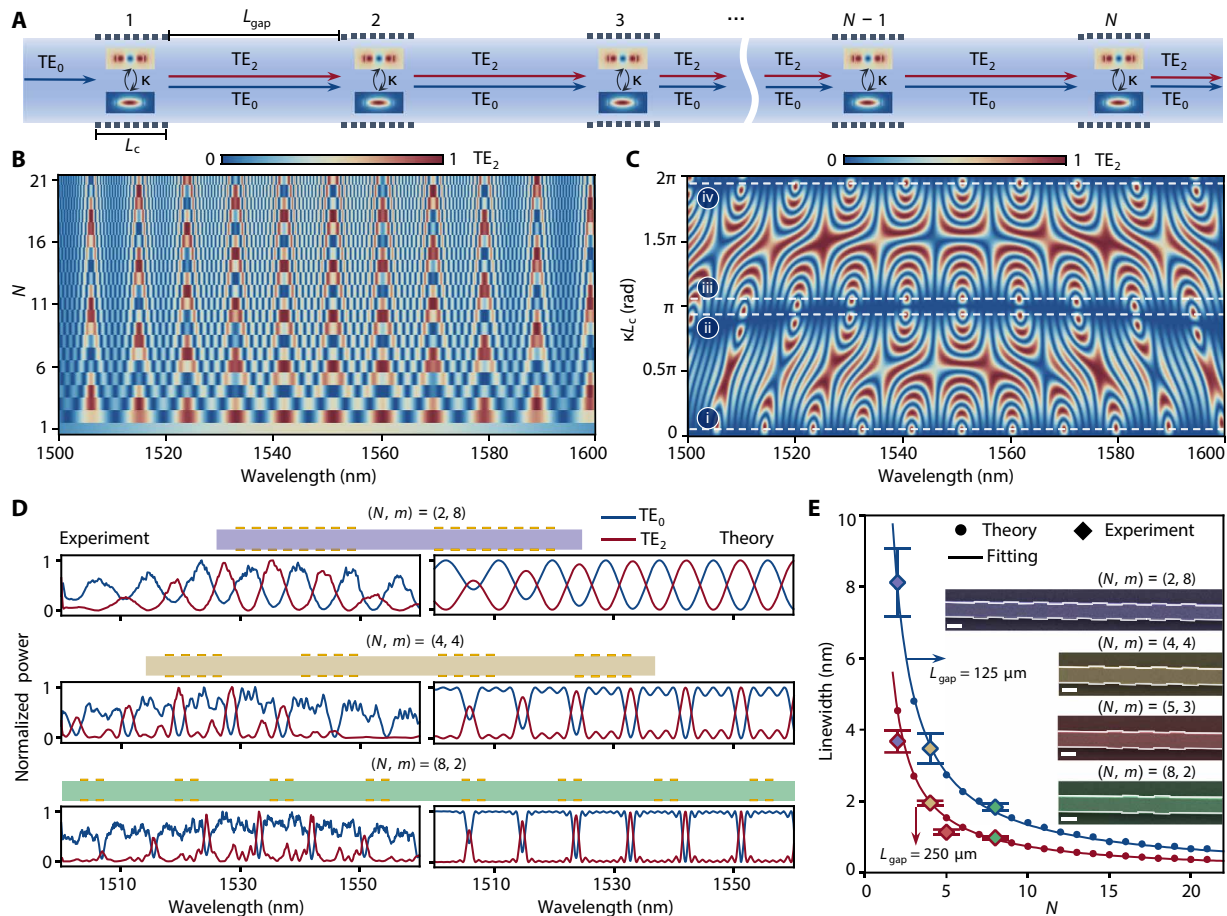 A
1
L_gap
2
3
...
N − 1
N
TE₀
TE₂
TE₂
TE₂
TE₂
TE₂
TE₂
κ
κ
κ
κ
κ
TE₀
TE₀
TE₀
TE₀
TE₀
TE₀
L_c
B
0
1
TE₂
21
16
11
6
1
N
1500
1520
1540
1560
1580
1600
Wavelength (nm)
C
0
1
TE₂
2π
1.5π
π
0.5π
0
κL_c (rad)
iv
iii
ii
i
1500
1520
1540
1560
1580
1600
Wavelength (nm)
D
(N, m) = (2, 8)
TE₀
TE₂
Experiment
Theory
1
0
(N, m) = (4, 4)
1
0
(N, m) = (8, 2)
1
0
Normalized power
1510
1530
1550
1510
1530
1550
Wavelength (nm)
Wavelength (nm)
E
10
8
6
4
2
0
Linewidth (nm)
Theory
Experiment
Fitting
(N, m) = (2, 8)
L_gap = 125 μm
(N, m) = (4, 4)
(N, m) = (5, 3)
(N, m) = (8, 2)
L_gap = 250 μm
0
5
10
15
20
N